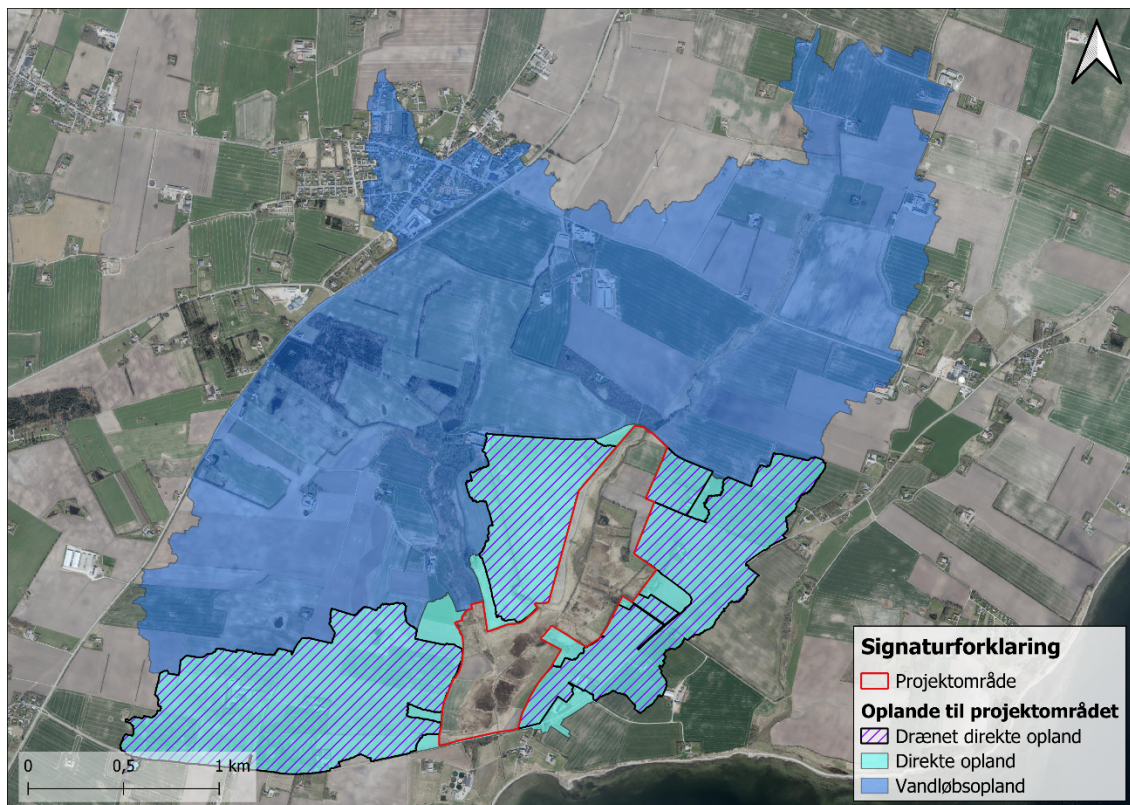 Signaturforklaring
Projektområde
Oplande til projektområdet
Drænet direkte opland
Direkte opland
Vandløbsopland
0 0,5 1 km